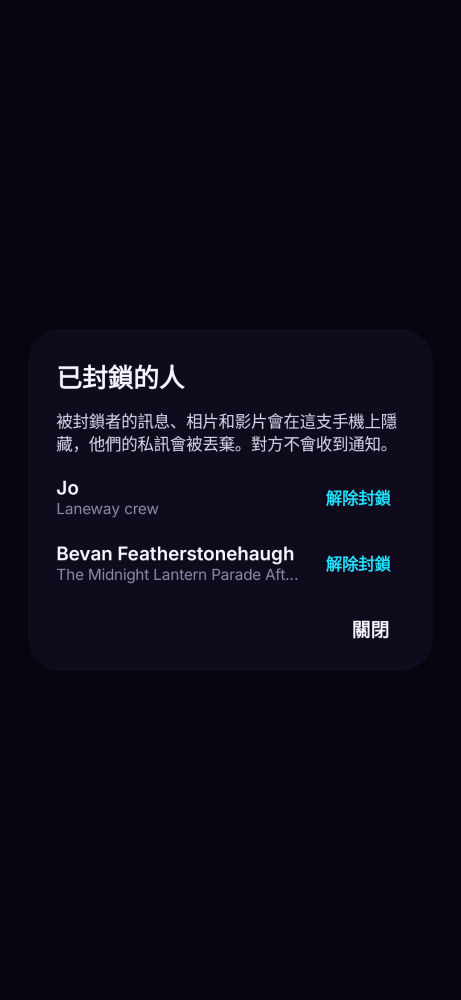 已封鎖的人
被封鎖者的訊息、相片和影片會在這支手機上隱
藏，他們的私訊會被丟棄。對方不會收到通知。
Jo
Laneway crew
解除封鎖
Bevan Featherstonehaugh
The Midnight Lantern Parade Aft...
解除封鎖
關閉